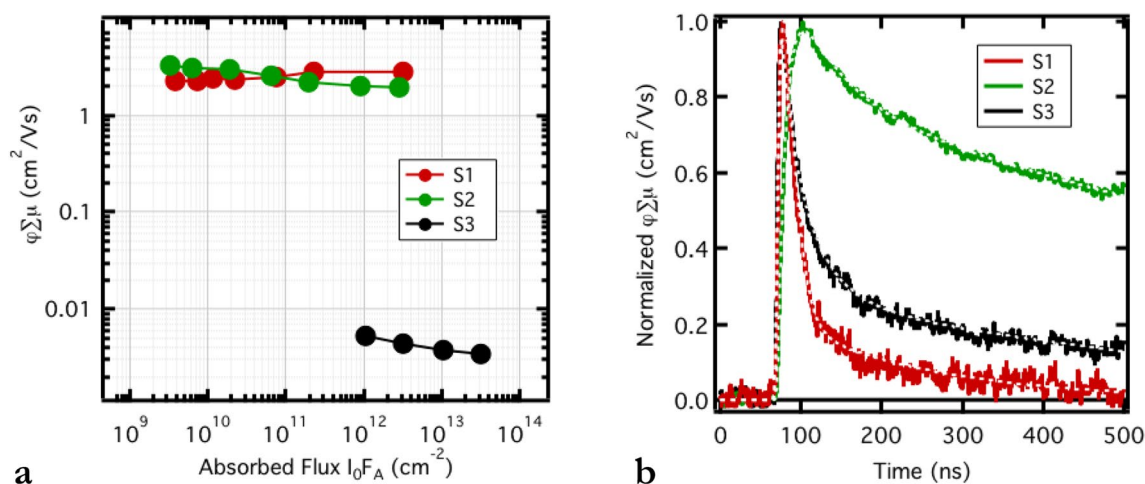 φΣμ (cm²/Vs)
1
0.1
0.01
S1
S2
S3
10⁹ 10¹⁰ 10¹¹ 10¹² 10¹³ 10¹⁴
Absorbed Flux I₀F_A (cm⁻²)
a
Normalized φΣμ (cm²/Vs)
1.0
0.8
0.6
0.4
0.2
0.0
S1
S2
S3
0 100 200 300 400 500
Time (ns)
b